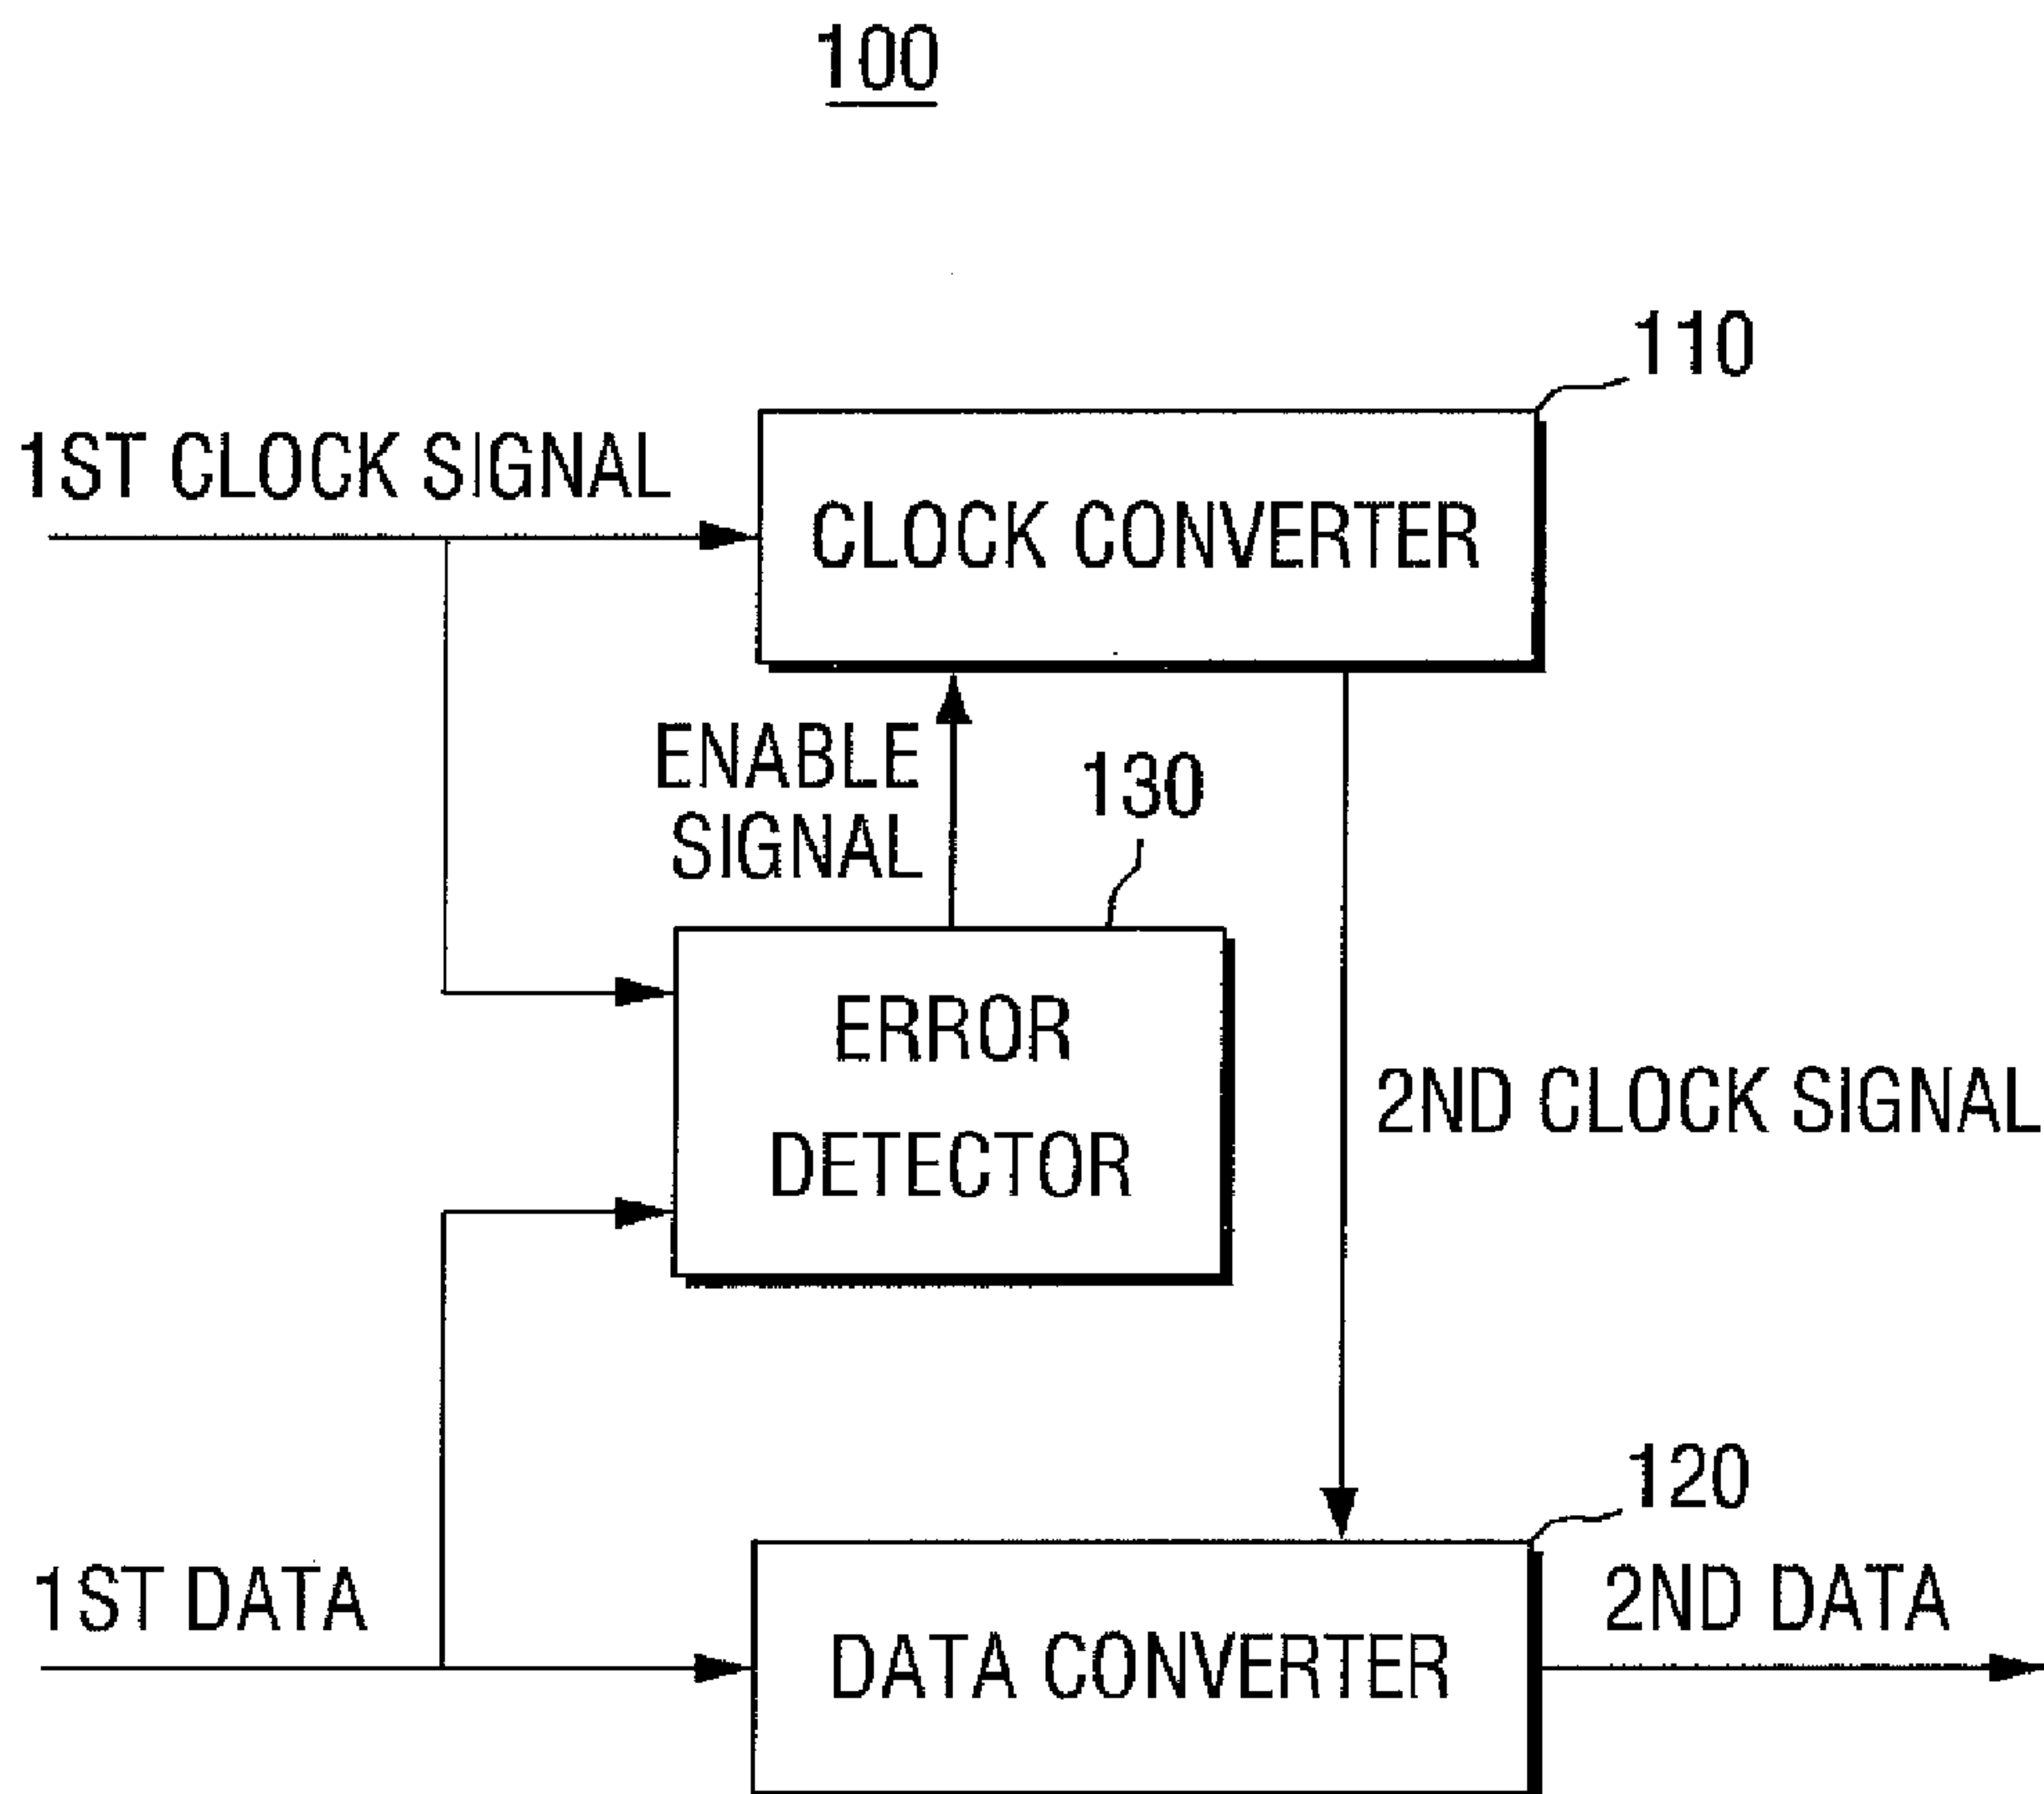 100
110
1ST CLOCK SIGNAL
CLOCK CONVERTER
ENABLE
SIGNAL
130
ERROR
DETECTOR
2ND CLOCK SIGNAL
120
1ST DATA
DATA CONVERTER
2ND DATA